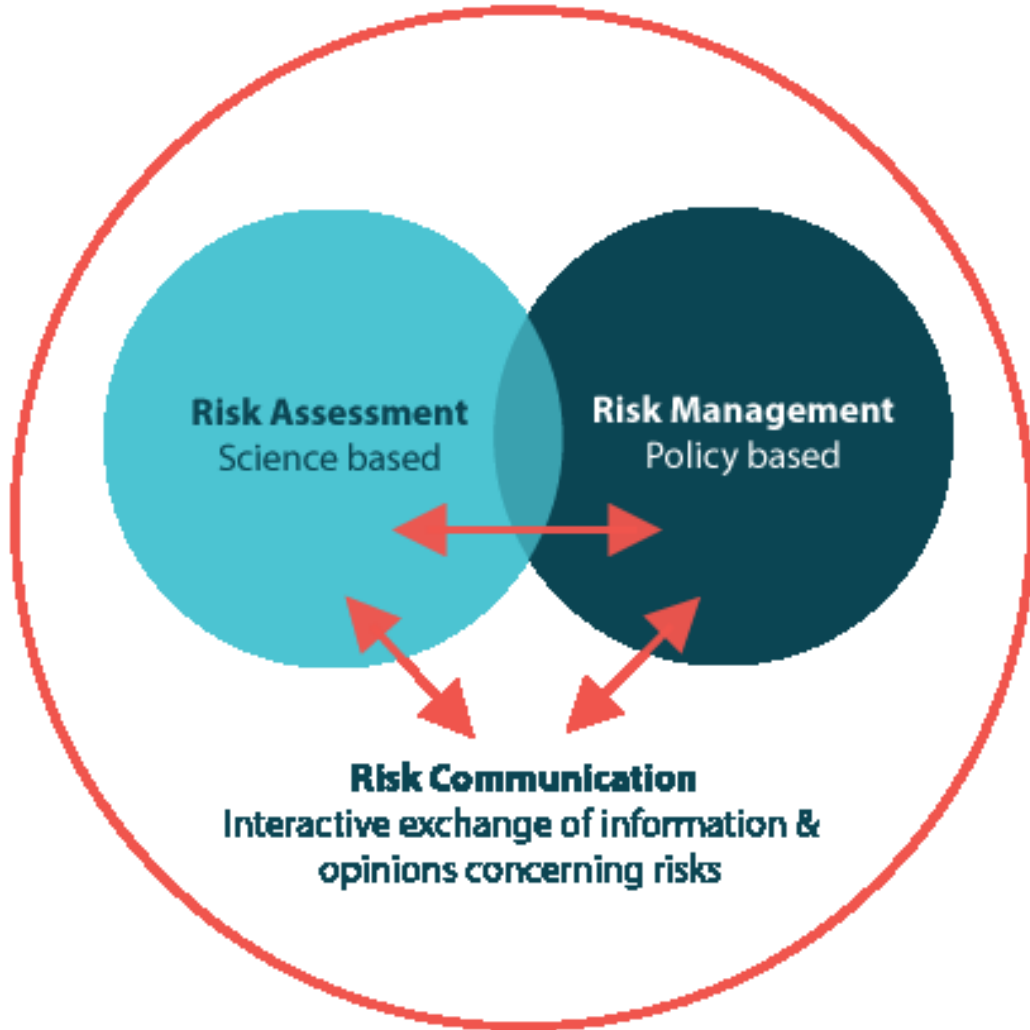 Risk Assessment
Science based
Risk Management
Policy based
Risk Communication
Interactive exchange of information &
opinions concerning risks